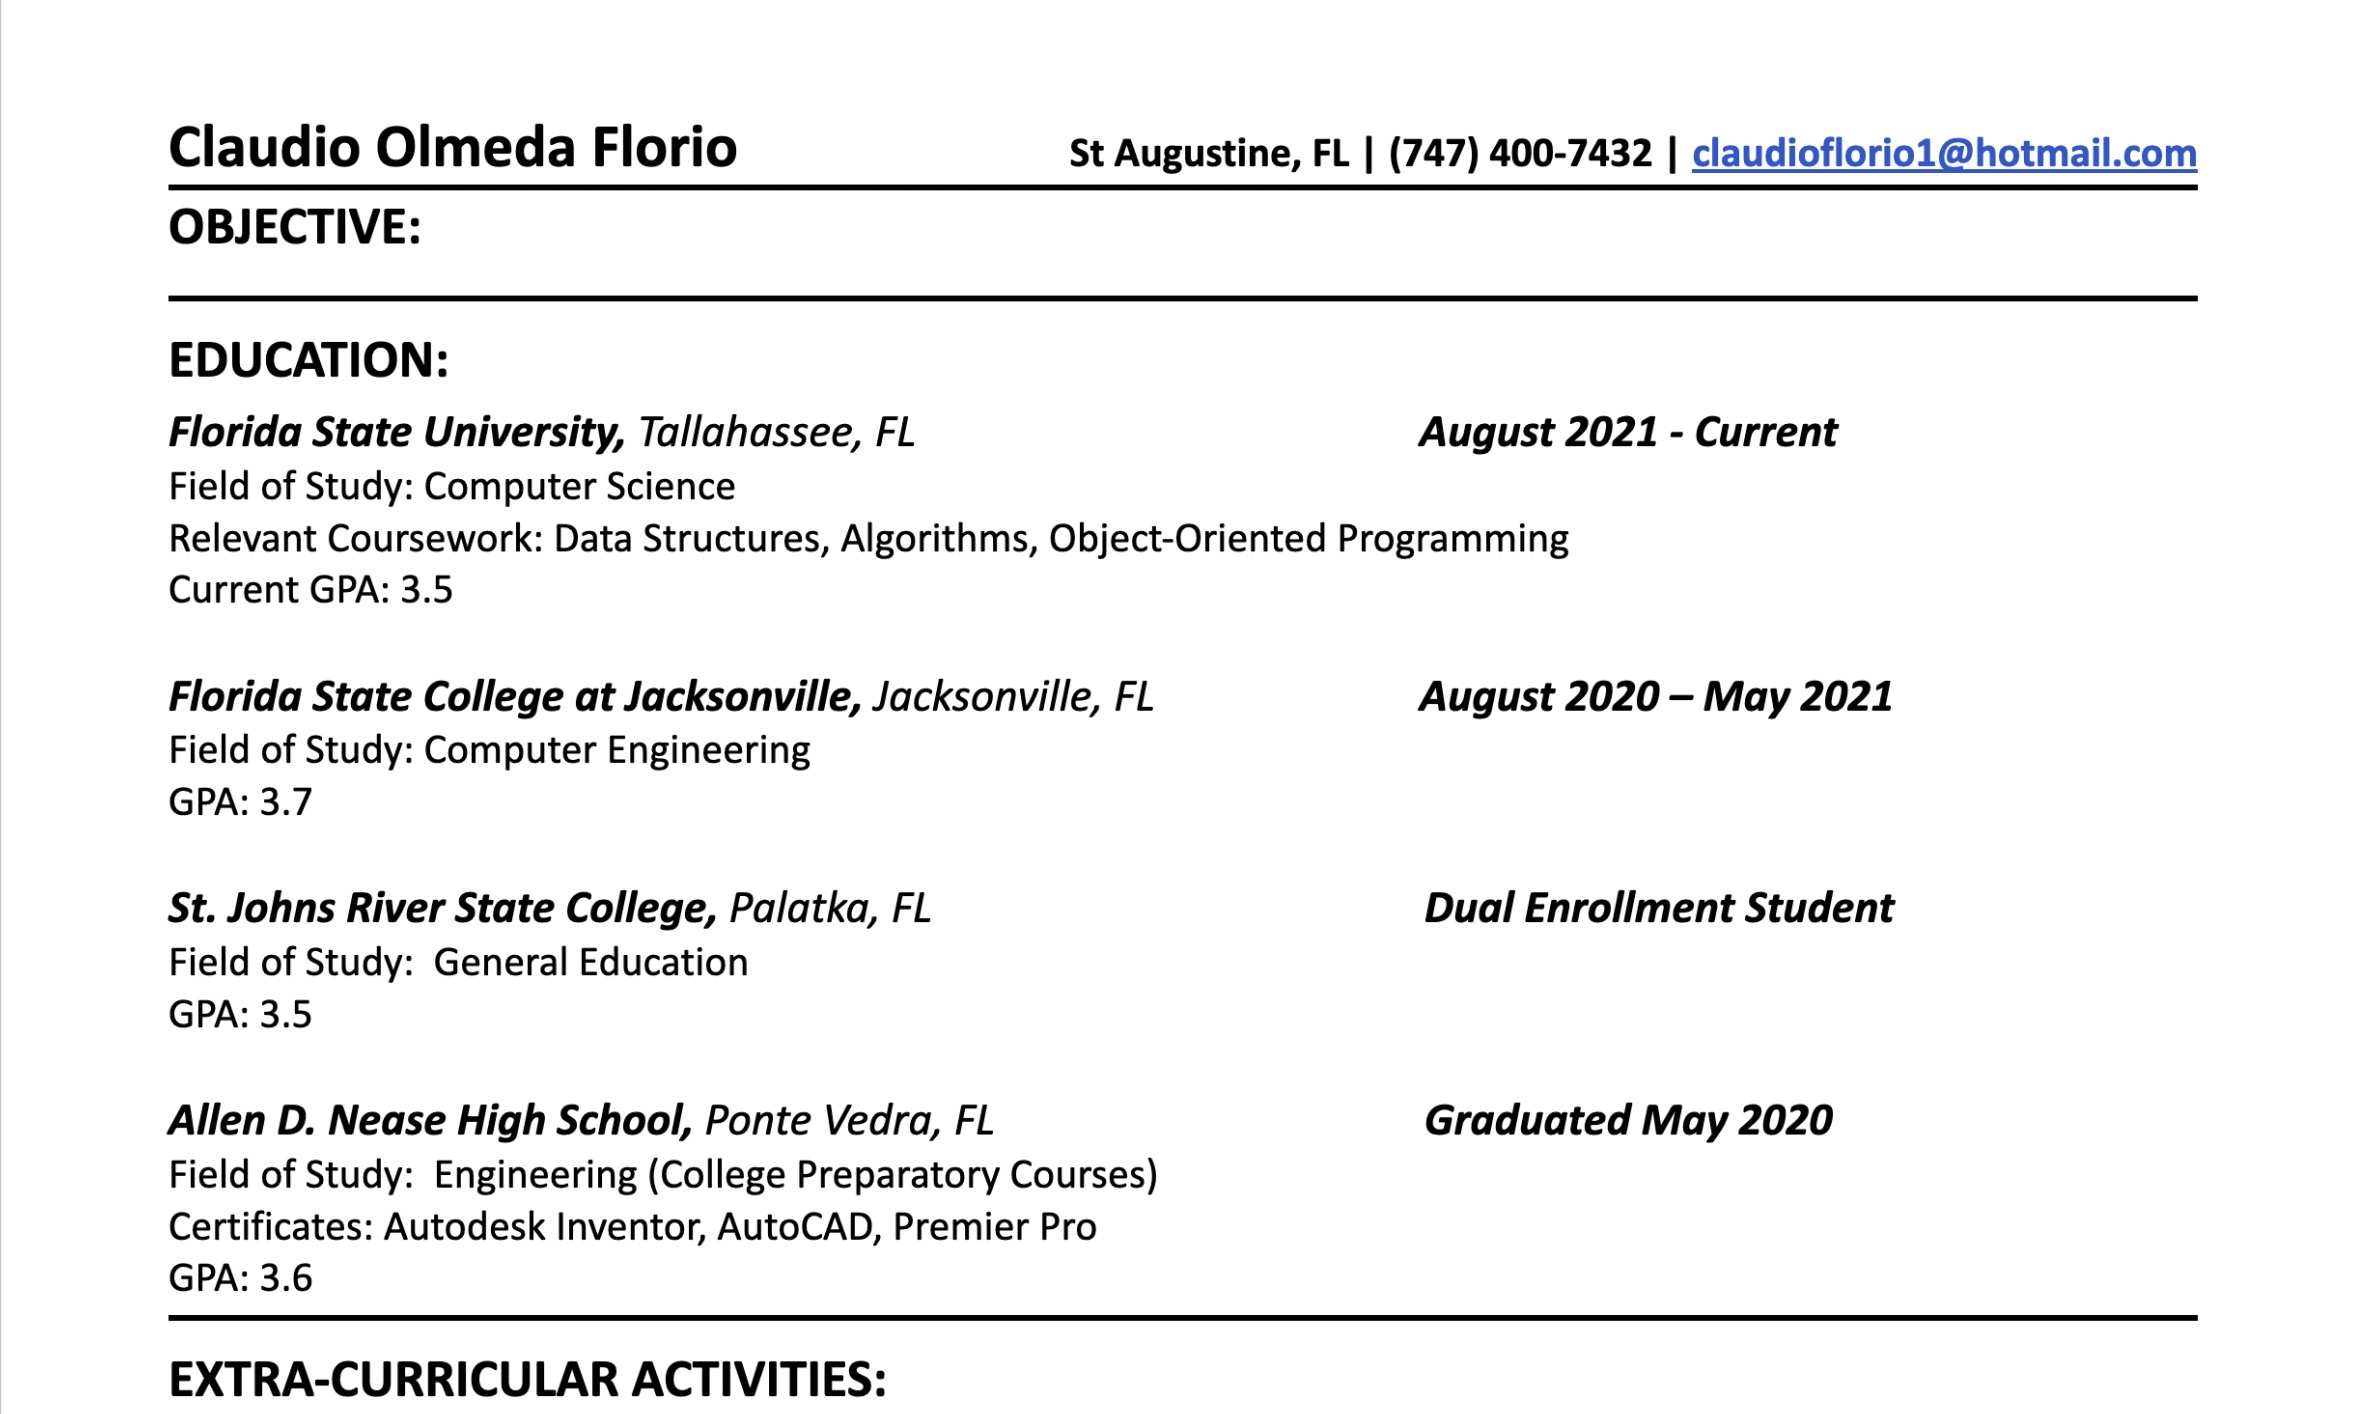 Claudio Olmeda Florio St Augustine, FL | (747) 400-7432 | claudioflorio1@hotmail.com
OBJECTIVE:
EDUCATION:
Florida State University, Tallahassee, FL August 2021 - Current
Field of Study: Computer Science
Relevant Coursework: Data Structures, Algorithms, Object-Oriented Programming
Current GPA: 3.5
Florida State College at Jacksonville, Jacksonville, FL August 2020 – May 2021
Field of Study: Computer Engineering
GPA: 3.7
St. Johns River State College, Palatka, FL Dual Enrollment Student
Field of Study:  General Education
GPA: 3.5
Allen D. Nease High School, Ponte Vedra, FL Graduated May 2020
Field of Study:  Engineering (College Preparatory Courses)
Certificates: Autodesk Inventor, AutoCAD, Premier Pro
GPA: 3.6
EXTRA-CURRICULAR ACTIVITIES: